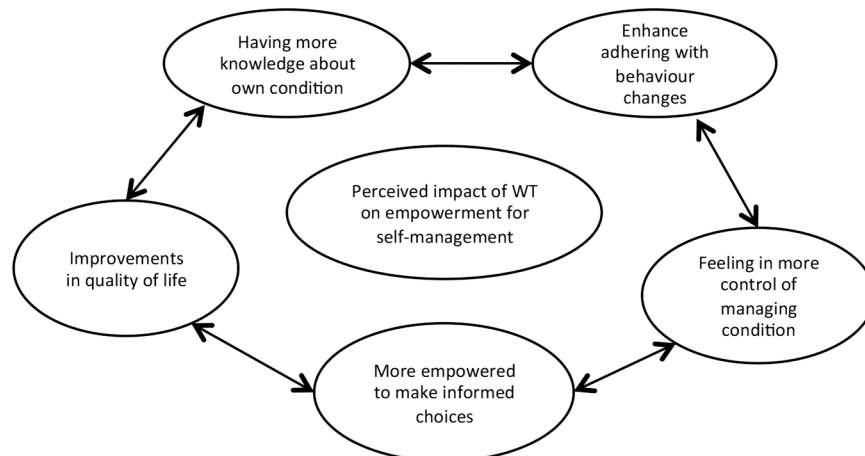 Having more
knowledge about
own condition
Enhance
adhering with
behaviour
changes
Perceived impact of WT
on empowerment for
self-management
Improvements
in quality of life
Feeling in more
control of
managing
condition
More empowered
to make informed
choices